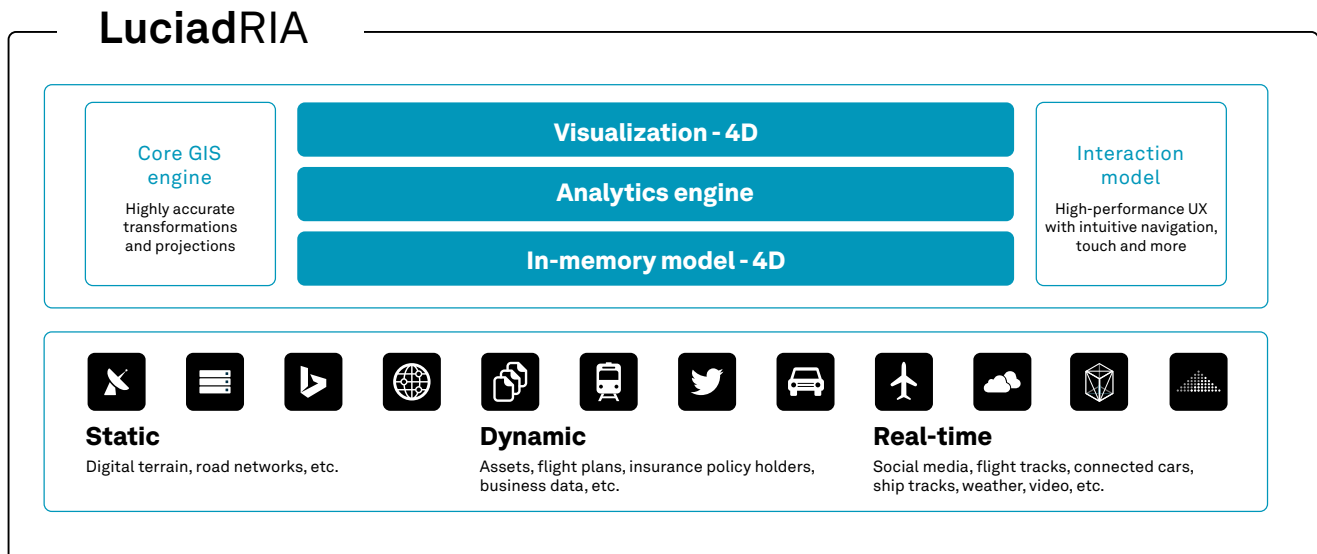 LuciadRIA
Core GIS
engine
Highly accurate
transformations
and projections
Visualization - 4D
Analytics engine
In-memory model - 4D
Interaction
model
High-performance UX
with intuitive navigation,
touch and more
Static
Digital terrain, road networks, etc.
Dynamic
Assets, flight plans, insurance policy holders,
business data, etc.
Real-time
Social media, flight tracks, connected cars,
ship tracks, weather, video, etc.